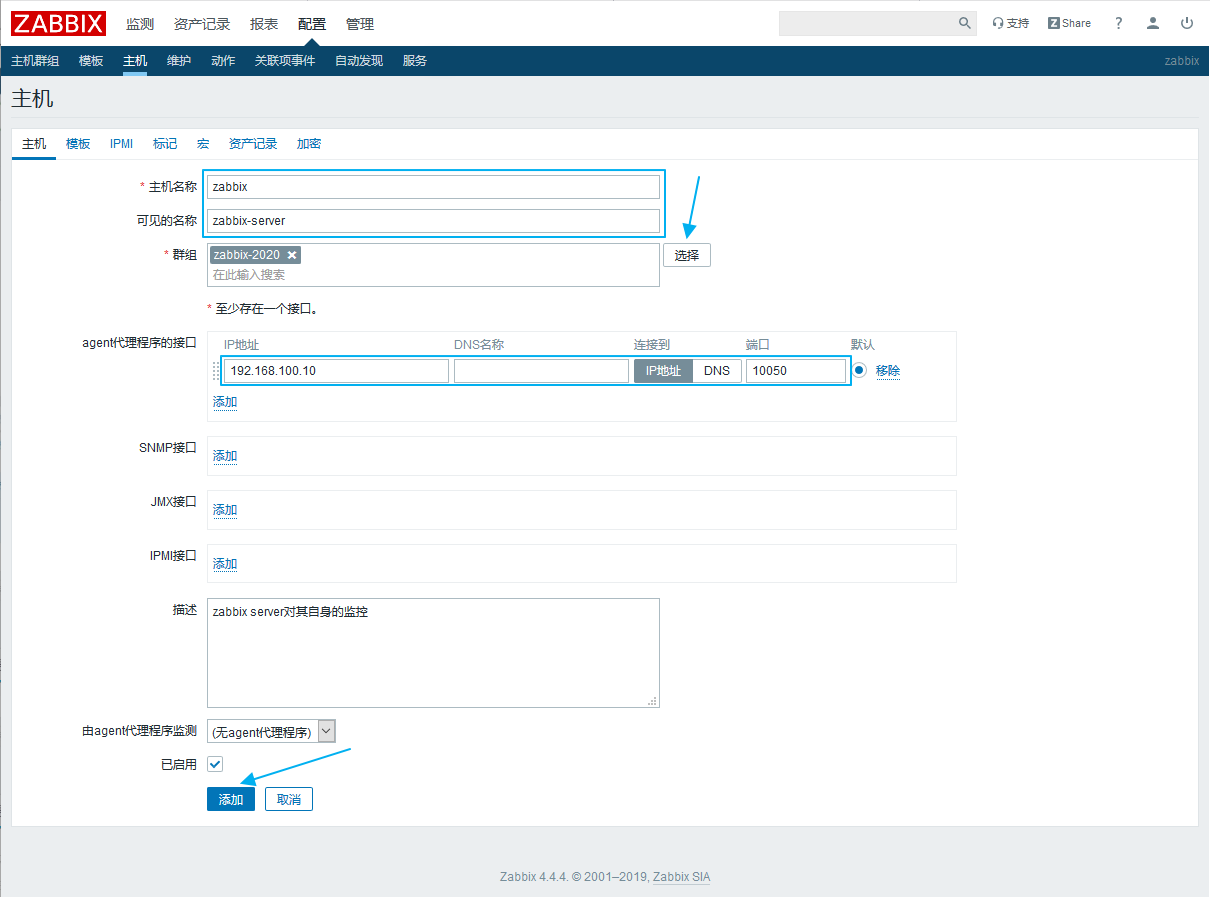 ZABBIX 监测 资产记录 报表 配置 管理 支持 Z Share ?
主机群组 模板 主机 维护 动作 关联项事件 自动发现 服务 zabbix
主机
主机 模板 IPMI 标记 宏 资产记录 加密
* 主机名称 zabbix
可见的名称 zabbix-server
* 群组 zabbix-2020 选择
在此输入搜索
* 至少存在一个接口。
agent代理程序的接口 IP地址 DNS名称 连接到 端口 默认
192.168.100.10 IP地址 DNS 10050 移除
添加
SNMP接口 添加
JMX接口 添加
IPMI接口 添加
描述 zabbix server对其自身的监控
由agent代理程序监测 (无agent代理程序)
已启用
添加 取消
Zabbix 4.4.4. © 2001–2019, Zabbix SIA